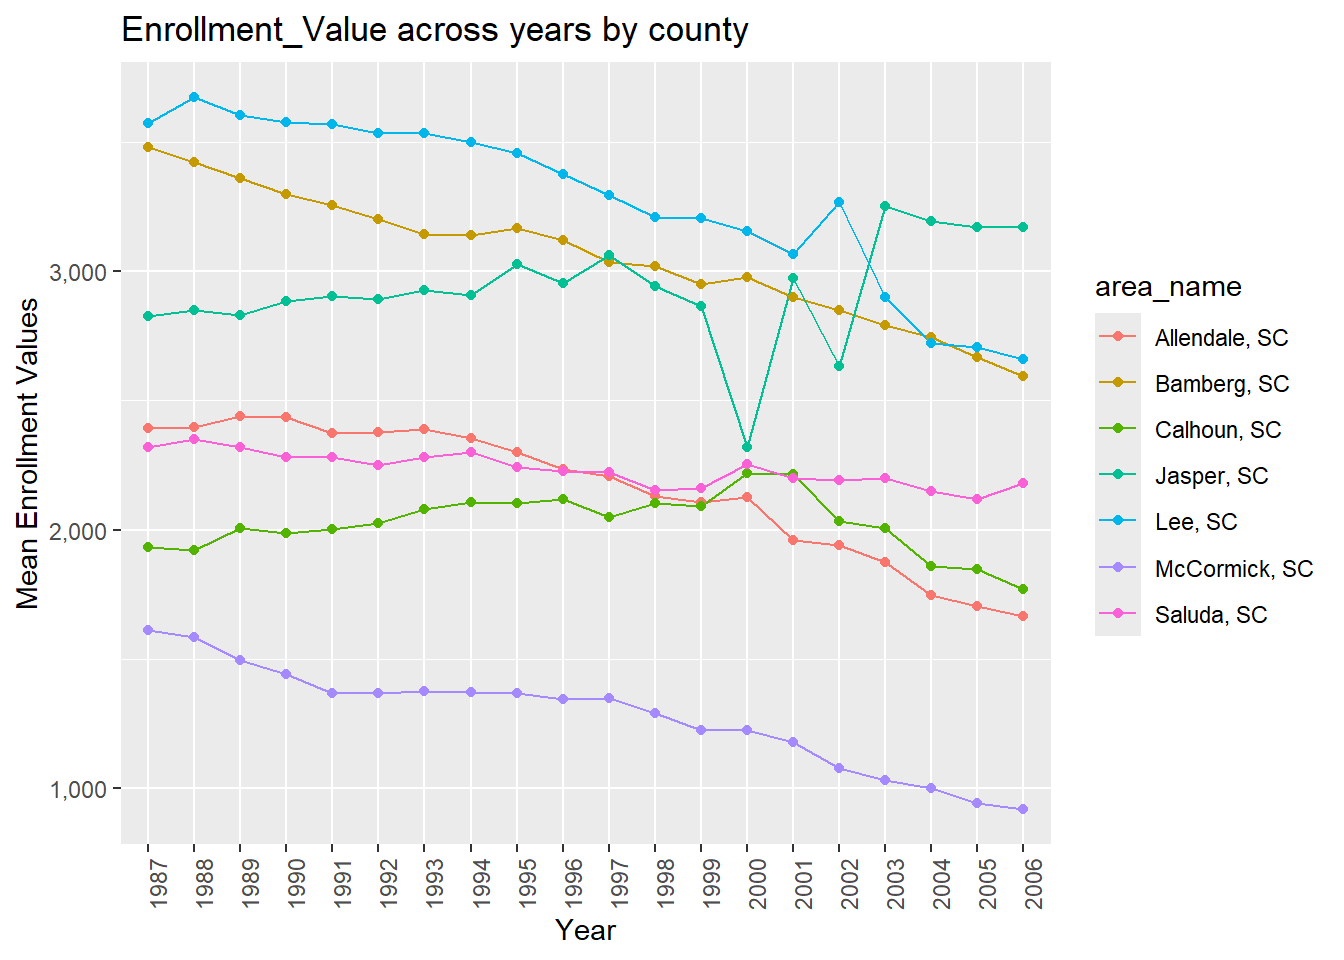 Enrollment_Value across years by county
Mean Enrollment Values
3,000
2,000
1,000
1987
1988
1989
1990
1991
1992
1993
1994
1995
1996
1997
1998
1999
2000
2001
2002
2003
2004
2005
2006
Year
area_name
Allendale, SC
Bamberg, SC
Calhoun, SC
Jasper, SC
Lee, SC
McCormick, SC
Saluda, SC